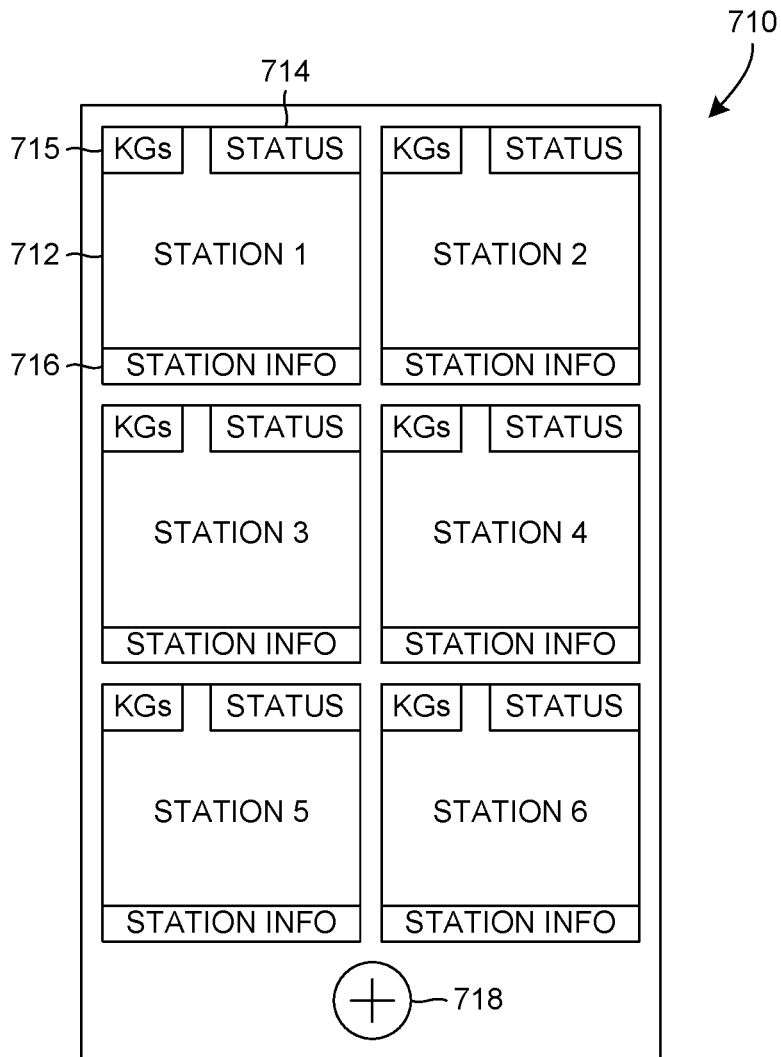 710
714
715 KGs STATUS KGs STATUS
712 STATION 1 STATION 2
716 STATION INFO STATION INFO
KGs STATUS KGs STATUS
STATION 3 STATION 4
STATION INFO STATION INFO
KGs STATUS KGs STATUS
STATION 5 STATION 6
STATION INFO STATION INFO
718